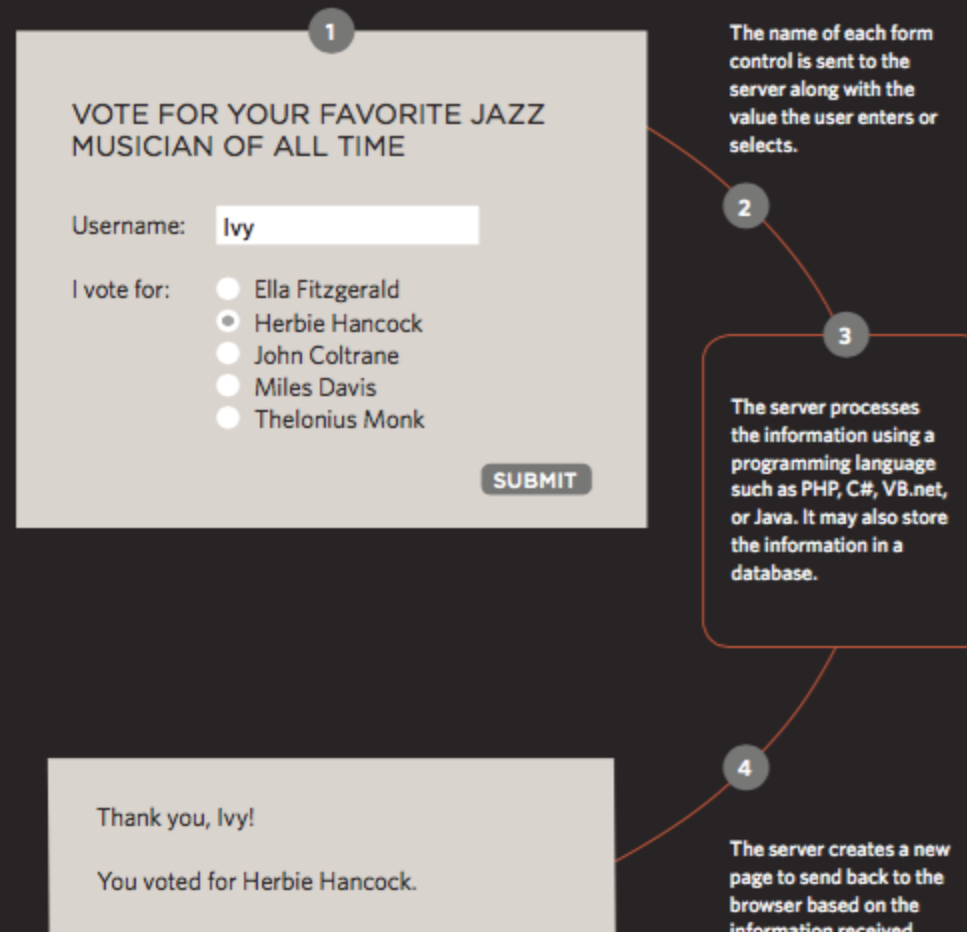 1
VOTE FOR YOUR FAVORITE JAZZ
MUSICIAN OF ALL TIME
Username: Ivy
I vote for: Ella Fitzgerald
Herbie Hancock
John Coltrane
Miles Davis
Thelonius Monk
SUBMIT
The name of each form
control is sent to the
server along with the
value the user enters or
selects.
2
3
The server processes
the information using a
programming language
such as PHP, C#, VB.net,
or Java. It may also store
the information in a
database.
4
Thank you, Ivy!
You voted for Herbie Hancock.
The server creates a new
page to send back to the
browser based on the
information received